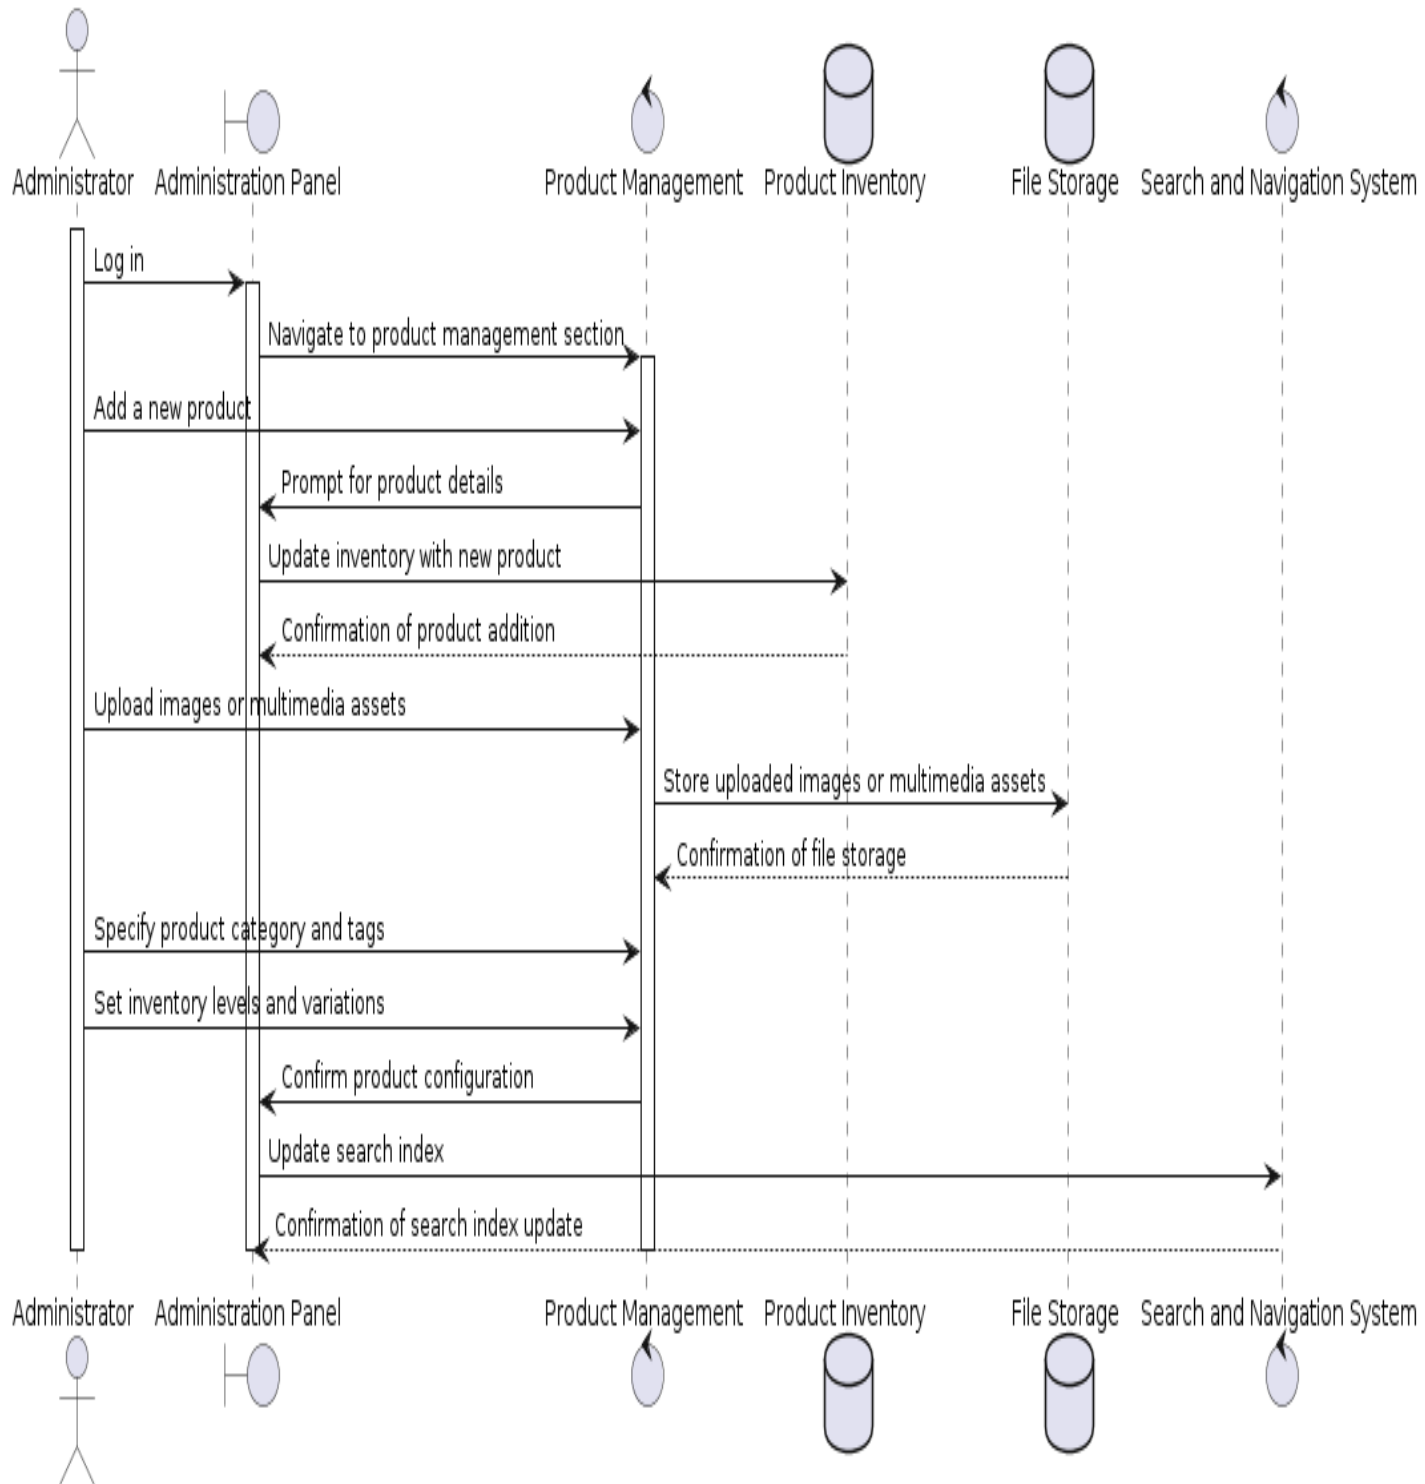 Administrator
Administration Panel
Product Management
Product Inventory
File Storage
Search and Navigation System
Log in
Navigate to product management section
Add a new product
Prompt for product details
Update inventory with new product
Confirmation of product addition
Upload images or multimedia assets
Store uploaded images or multimedia assets
Confirmation of file storage
Specify product category and tags
Set inventory levels and variations
Confirm product configuration
Update search index
Confirmation of search index update
Administrator
Administration Panel
Product Management
Product Inventory
File Storage
Search and Navigation System